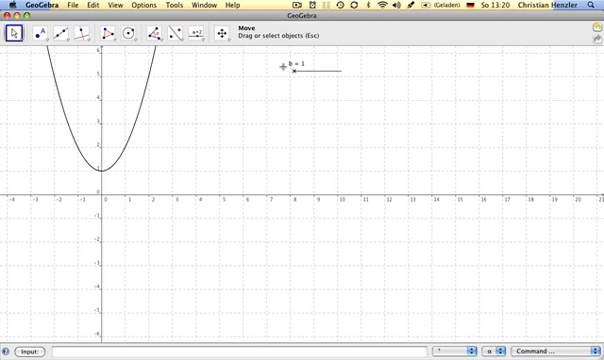 GeoGebra File Edit View Options Tools Window Help (Geladen) So 13:20 Christian Henzler
GeoGebra
Move
Drag or select objects (Esc)
a=2
b = 1
6
5
4
3
2
1
0
-4 -3 -2 -1 0 1 2 3 4 5 6 7 8 9 10 11 12 13 14 15 16 17 18 19 20 21
-1
-2
-3
-4
-5
-6
Input: α Command ...